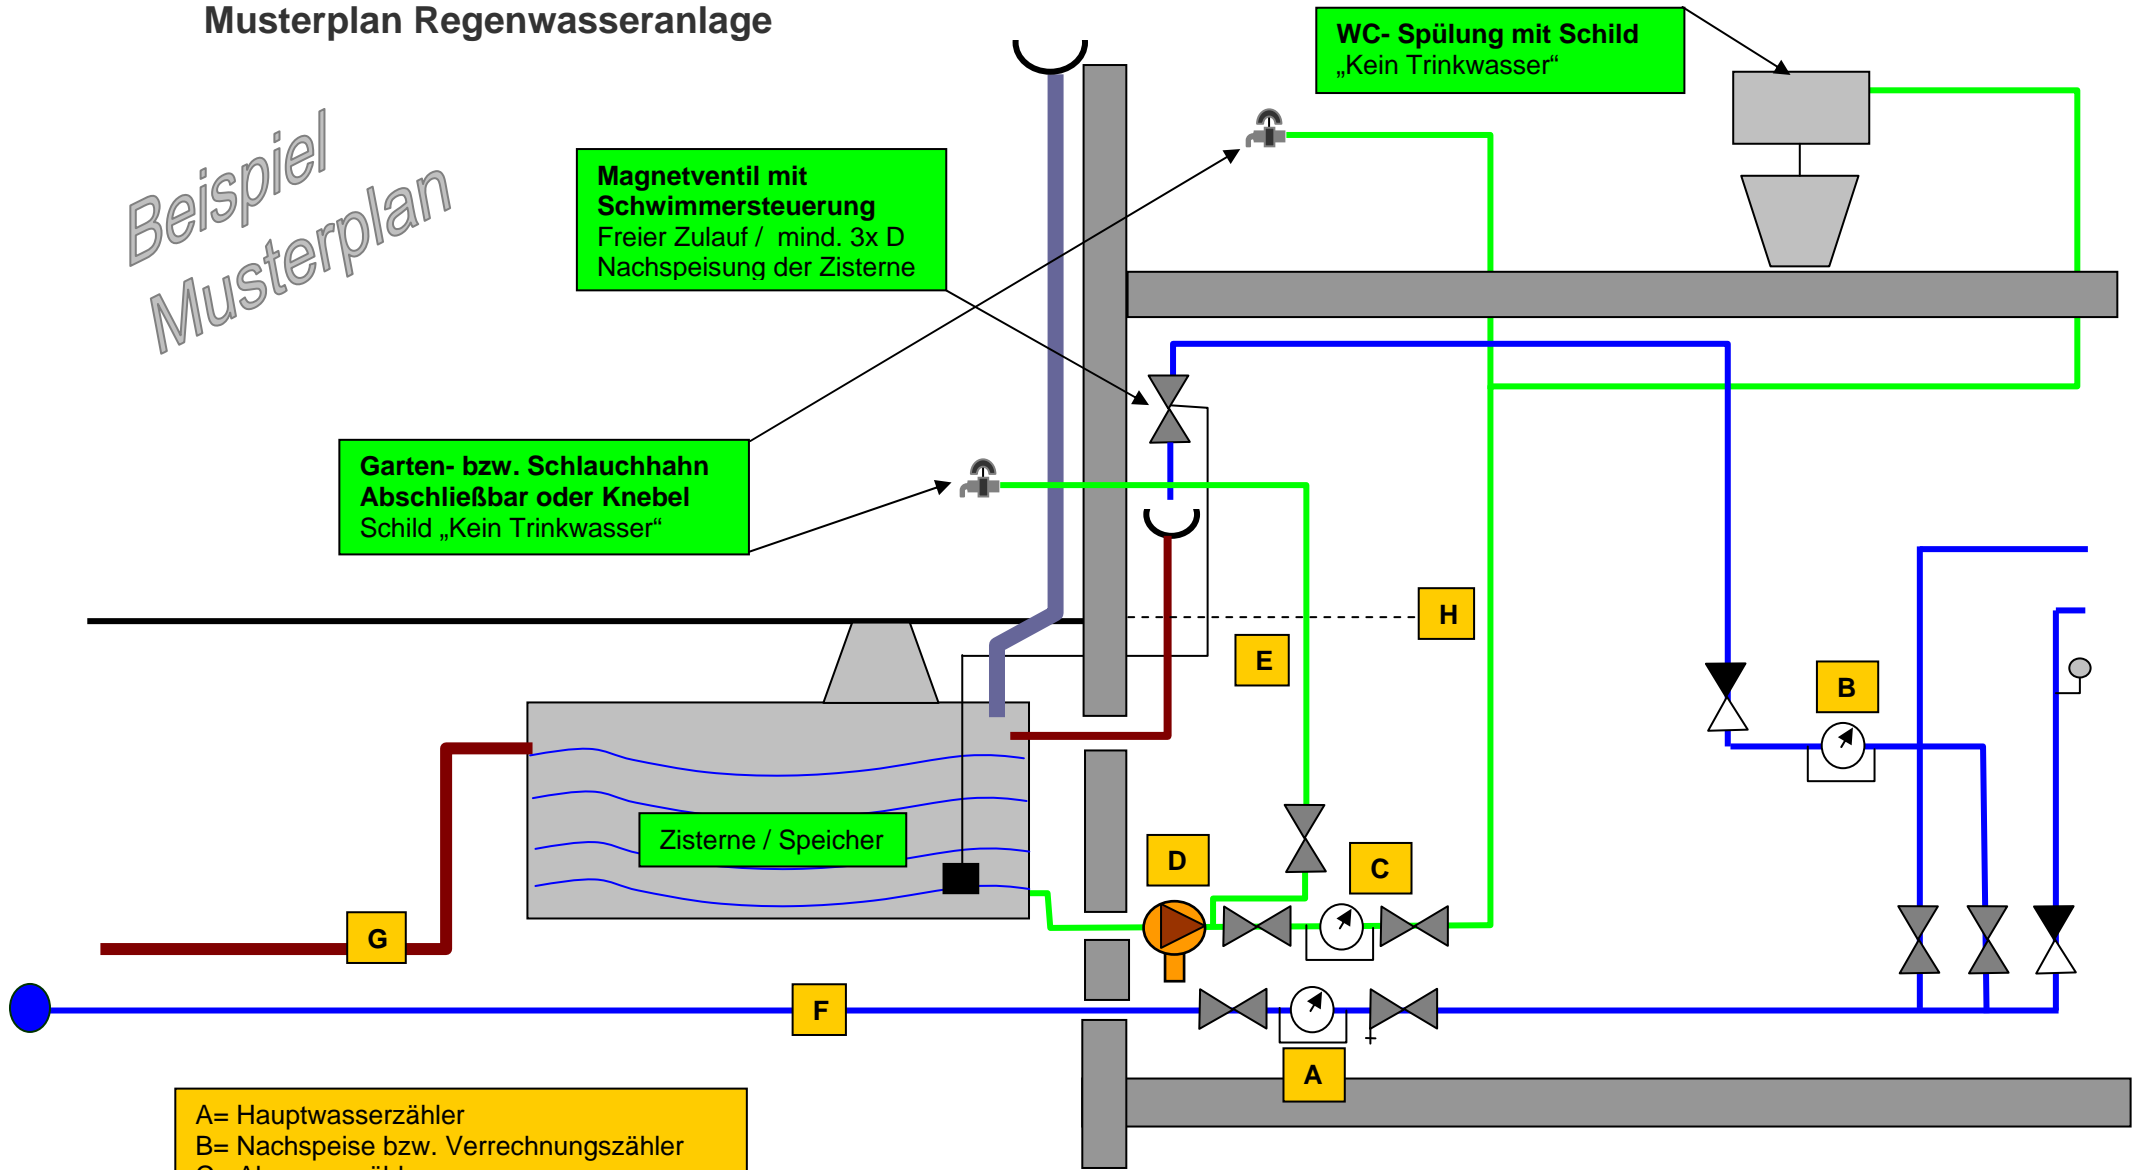 Musterplan Regenwasseranlage
WC- Spülung mit Schild
„Kein Trinkwasser“
Beispiel
Musterplan
Magnetventil mit
Schwimmersteuerung
Freier Zulauf / mind. 3x D
Nachspeisung der Zisterne
Garten- bzw. Schlauchhahn
Abschließbar oder Knebel
Schild „Kein Trinkwasser“
H
E
B
Zisterne / Speicher
D
C
G
F
A
A= Hauptwasserzähler
B= Nachspeise bzw. Verrechnungszähler